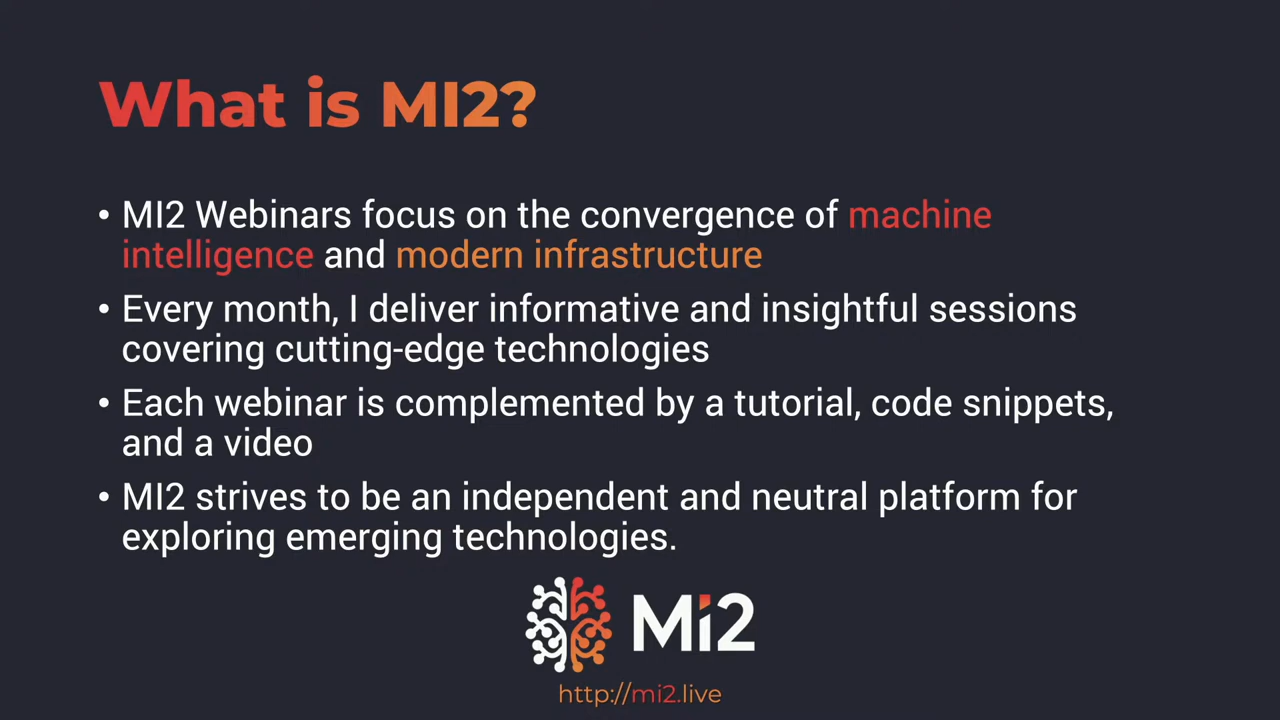 What is MI2?
• MI2 Webinars focus on the convergence of machine
intelligence and modern infrastructure
• Every month, I deliver informative and insightful sessions
covering cutting-edge technologies
• Each webinar is complemented by a tutorial, code snippets,
and a video
• MI2 strives to be an independent and neutral platform for
exploring emerging technologies.
Mi2
http://mi2.live